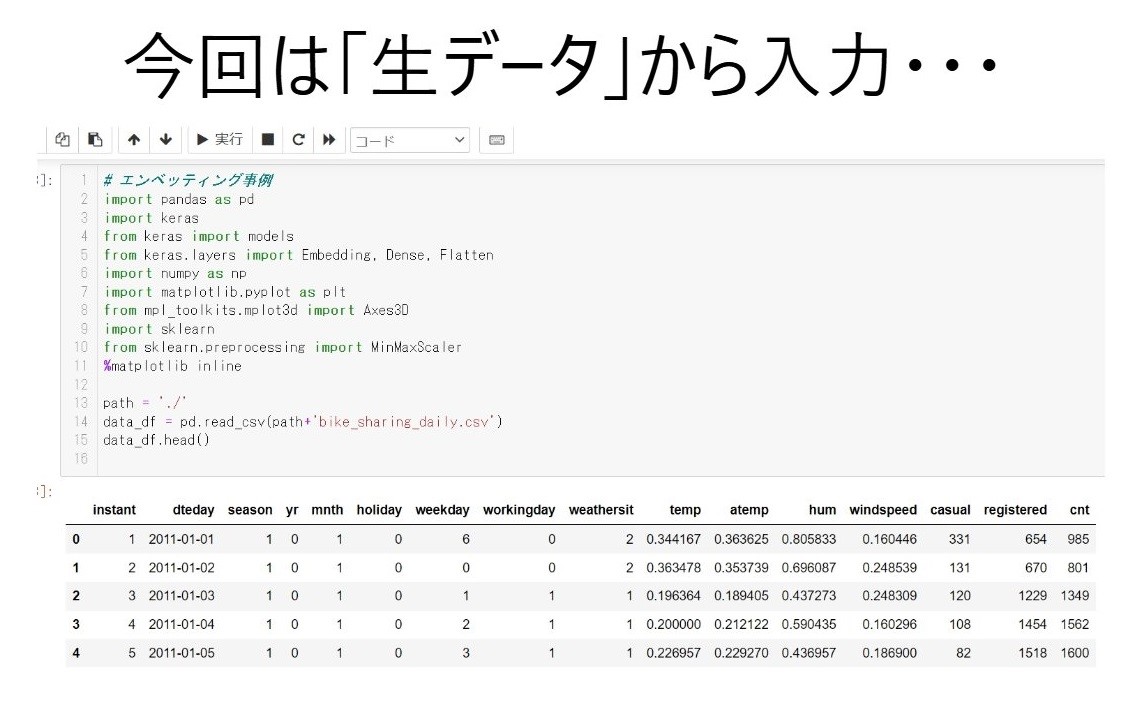 今回は「生データ」から入力・・・
実行 コード
]:
1 # エンベッティング事例
2 import pandas as pd
3 import keras
4 from keras import models
5 from keras.layers import Embedding, Dense, Flatten
6 import numpy as np
7 import matplotlib.pyplot as plt
8 from mpl_toolkits.mplot3d import Axes3D
9 import sklearn
10 from sklearn.preprocessing import MinMaxScaler
11 %matplotlib inline
12
13 path = './'
14 data_df = pd.read_csv(path+'bike_sharing_daily.csv')
15 data_df.head()
16
]:
instant dteday season yr mnth holiday weekday workingday weathersit temp atemp hum windspeed casual registered cnt
0 1 2011-01-01 1 0 1 0 6 0 2 0.344167 0.363625 0.805833 0.160446 331 654 985
1 2 2011-01-02 1 0 1 0 0 0 2 0.363478 0.353739 0.696087 0.248539 131 670 801
2 3 2011-01-03 1 0 1 0 1 1 1 0.196364 0.189405 0.437273 0.248309 120 1229 1349
3 4 2011-01-04 1 0 1 0 2 1 1 0.200000 0.212122 0.590435 0.160296 108 1454 1562
4 5 2011-01-05 1 0 1 0 3 1 1 0.226957 0.229270 0.436957 0.186900 82 1518 1600